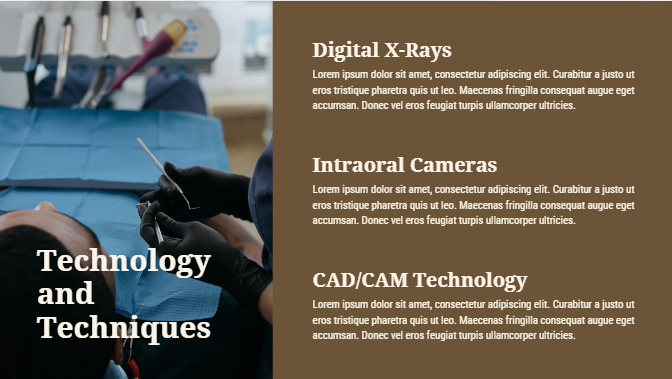 Technology
and
Techniques
Digital X-Rays
Lorem ipsum dolor sit amet, consectetur adipiscing elit. Curabitur a justo ut
eros tristique pharetra quis ut leo. Maecenas fringilla consequat augue eget
accumsan. Donec vel eros feugiat turpis ullamcorper ultricies.
Intraoral Cameras
Lorem ipsum dolor sit amet, consectetur adipiscing elit. Curabitur a justo ut
eros tristique pharetra quis ut leo. Maecenas fringilla consequat augue eget
accumsan. Donec vel eros feugiat turpis ullamcorper ultricies.
CAD/CAM Technology
Lorem ipsum dolor sit amet, consectetur adipiscing elit. Curabitur a justo ut
eros tristique pharetra quis ut leo. Maecenas fringilla consequat augue eget
accumsan. Donec vel eros feugiat turpis ullamcorper ultricies.